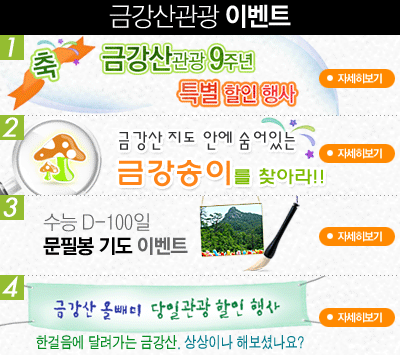 금강산관광 이벤트
1
축 금강산관광 9주년
특별 할인 행사
자세히보기
2
금강산 지도 안에 숨어있는
금강송이를 찾아라!!
자세히보기
3
수능 D-100일
문필봉 기도 이벤트
자세히보기
4
금강산 올빼미 당일관광 할인 행사
한걸음에 달려가는 금강산, 상상이나 해보셨나요?
자세히보기